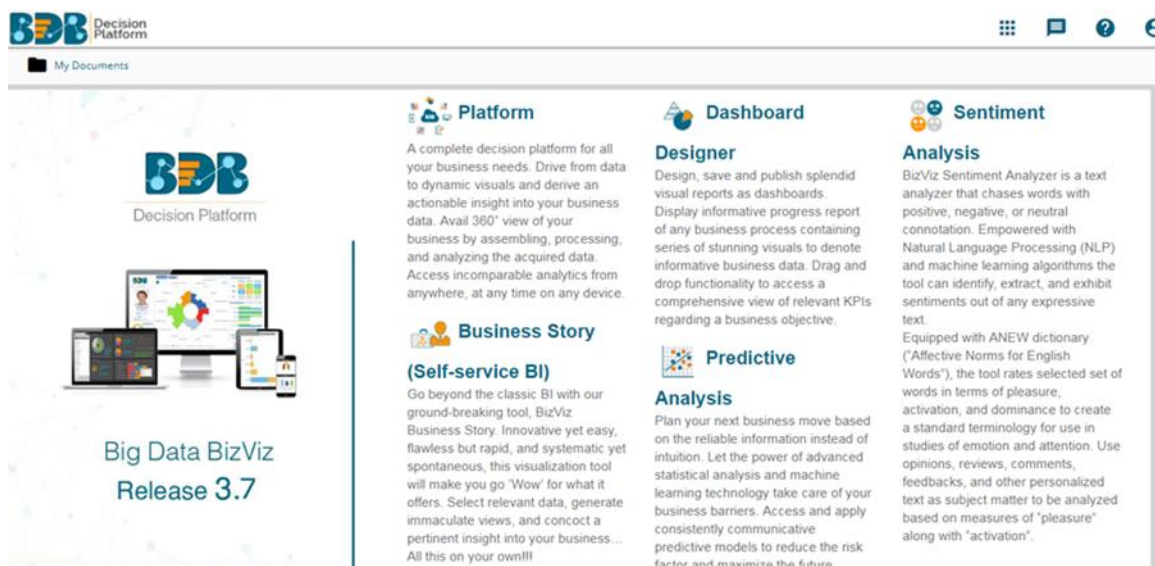 BDB Decision
Platform
My Documents
BDB
Decision Platform
Big Data BizViz
Release 3.7
Platform
A complete decision platform for all
your business needs. Drive from data
to dynamic visuals and derive an
actionable insight into your business
data. Avail 360° view of your
business by assembling, processing,
and analyzing the acquired data.
Access incomparable analytics from
anywhere, at any time on any device.
Business Story
(Self-service BI)
Go beyond the classic BI with our
ground-breaking tool, BizViz
Business Story. Innovative yet easy,
flawless but rapid, and systematic yet
spontaneous, this visualization tool
will make you go 'Wow' for what it
offers. Select relevant data, generate
immaculate views, and concoct a
pertinent insight into your business...
All this on your own!!!
Dashboard
Designer
Design, save and publish splendid
visual reports as dashboards.
Display informative progress report
of any business process containing
series of stunning visuals to denote
informative business data. Drag and
drop functionality to access a
comprehensive view of relevant KPIs
regarding a business objective.
Predictive
Analysis
Plan your next business move based
on the reliable information instead of
intuition. Let the power of advanced
statistical analysis and machine
learning technology take care of your
business barriers. Access and apply
consistently communicative
predictive models to reduce the risk
factor and maximize the future
Sentiment
Analysis
BizViz Sentiment Analyzer is a text
analyzer that chases words with
positive, negative, or neutral
connotation. Empowered with
Natural Language Processing (NLP)
and machine learning algorithms the
tool can identify, extract, and exhibit
sentiments out of any expressive
text.
Equipped with ANEW dictionary
("Affective Norms for English
Words"), the tool rates selected set of
words in terms of pleasure,
activation, and dominance to create
a standard terminology for use in
studies of emotion and attention. Use
opinions, reviews, comments,
feedbacks, and other personalized
text as subject matter to be analyzed
based on measures of "pleasure"
along with "activation".